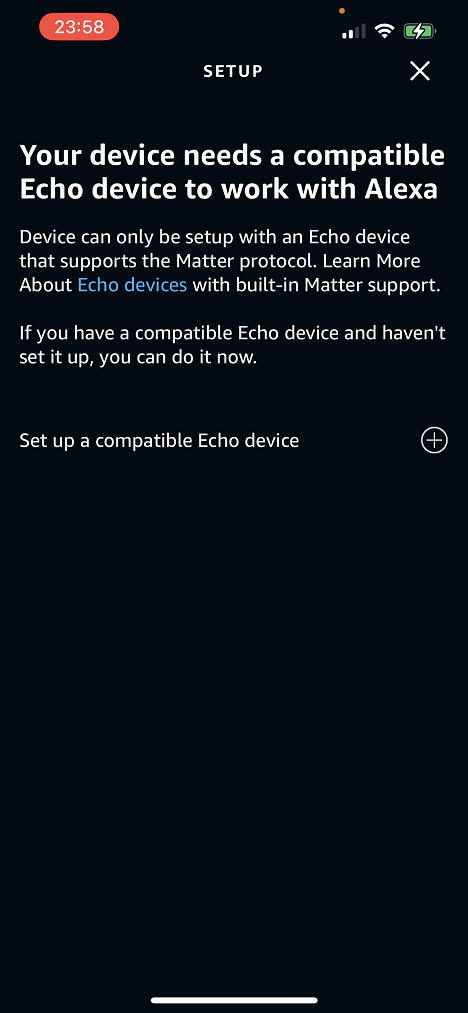 23:58
SETUP
Your device needs a compatible
Echo device to work with Alexa
Device can only be setup with an Echo device
that supports the Matter protocol. Learn More
About Echo devices with built-in Matter support.
If you have a compatible Echo device and haven't
set it up, you can do it now.
Set up a compatible Echo device